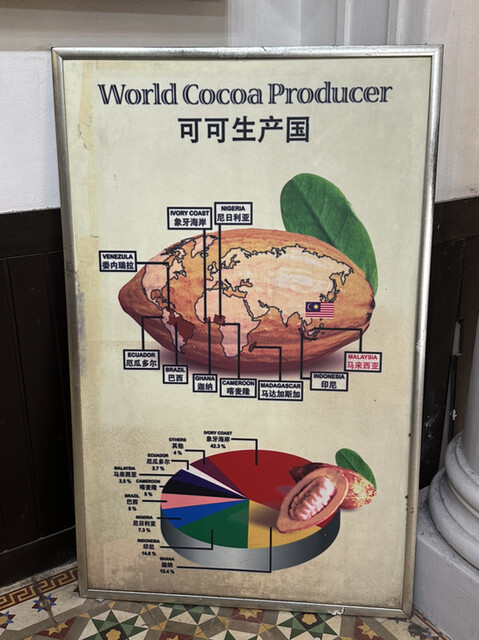 World Cocoa Producer
可可生产国
NIGERIA
尼日利亚
IVORY COAST
象牙海岸
VENEZULA
委内瑞拉
ECUADOR
厄瓜多尔
BRAZIL
巴西
GHANA
迦纳
CAMEROON
喀麦隆
MADAGASCAR
马达加斯加
INDONESIA
印尼
MALAYSIA
马来西亚
IVORY COAST
象牙海岸
42.3 %
OTHERS
其他
4 %
ECUADOR
厄瓜多尔
2.7 %
MALAYSIA
马来西亚
3.5 %
CAMEROON
喀麦隆
5 %
BRAZIL
巴西
5 %
NIGERIA
尼日利亚
7.3 %
INDONESIA
印尼
14.8 %
GHANA
迦纳
15.4 %